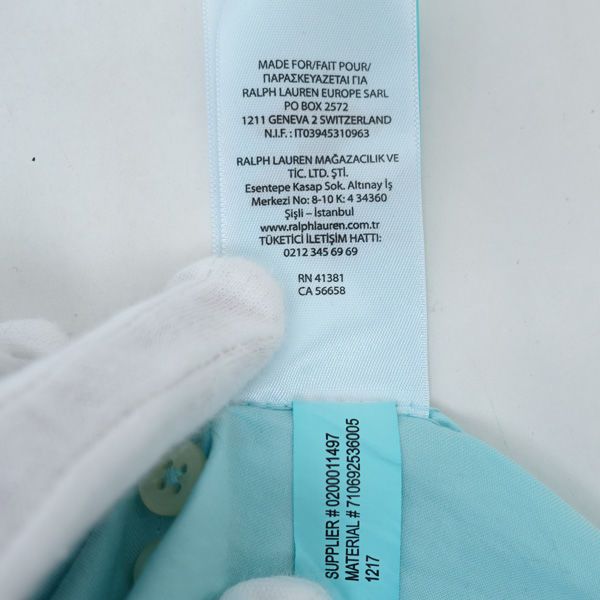 MADE FOR/FAIT POUR/
ΠΑΡΑΣΚΕΥΑΖΕΤΑΙ ΓΙΑ
RALPH LAUREN EUROPE SARL
PO BOX 2572
1211 GENEVA 2 SWITZERLAND
N.I.F. : IT03945310963
RALPH LAUREN MAĞAZACILIK VE
TİC. LTD. ŞTİ.
Esentepe Kasap Sok. Altınay İş
Merkezi No: 8-10 K: 4 34360
Şişli – İstanbul
www.ralphlauren.com.tr
TÜKETİCİ İLETİŞİM HATTI:
0212 345 69 69
RN 41381
CA 56658
SUPPLIER # 0200011497
MATERIAL # 710692536005
1217